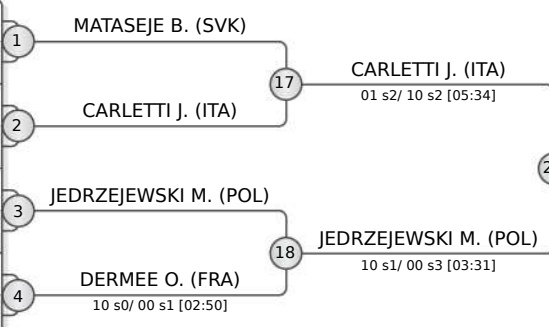 MATASEJE B. (SVK)
1
17
CARLETTI J. (ITA)
01 s2/ 10 s2 [05:34]
CARLETTI J. (ITA)
2
JEDRZEJEWSKI M. (POL)
3
18
JEDRZEJEWSKI M. (POL)
10 s1/ 00 s3 [03:31]
DERMEE O. (FRA)
4
10 s0/ 00 s1 [02:50]